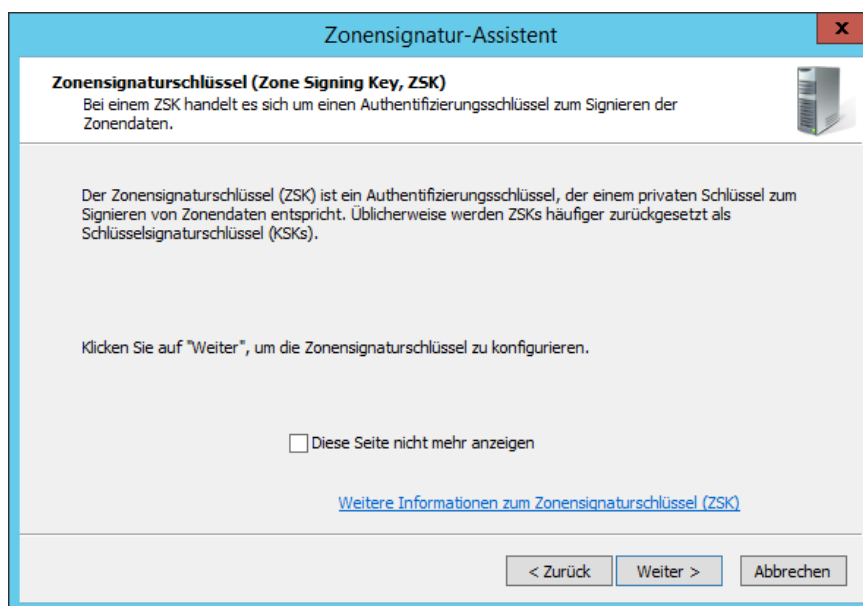 Zonensignatur-Assistent
x
Zonensignaturschlüssel (Zone Signing Key, ZSK)
Bei einem ZSK handelt es sich um einen Authentifizierungsschlüssel zum Signieren der
Zonendaten.
Der Zonensignaturschlüssel (ZSK) ist ein Authentifizierungsschlüssel, der einem privaten Schlüssel zum
Signieren von Zonendaten entspricht. Üblicherweise werden ZSKs häufiger zurückgesetzt als
Schlüsselsignaturschlüssel (KSKs).
Klicken Sie auf "Weiter", um die Zonensignaturschlüssel zu konfigurieren.
Diese Seite nicht mehr anzeigen
Weitere Informationen zum Zonensignaturschlüssel (ZSK)
< Zurück Weiter > Abbrechen